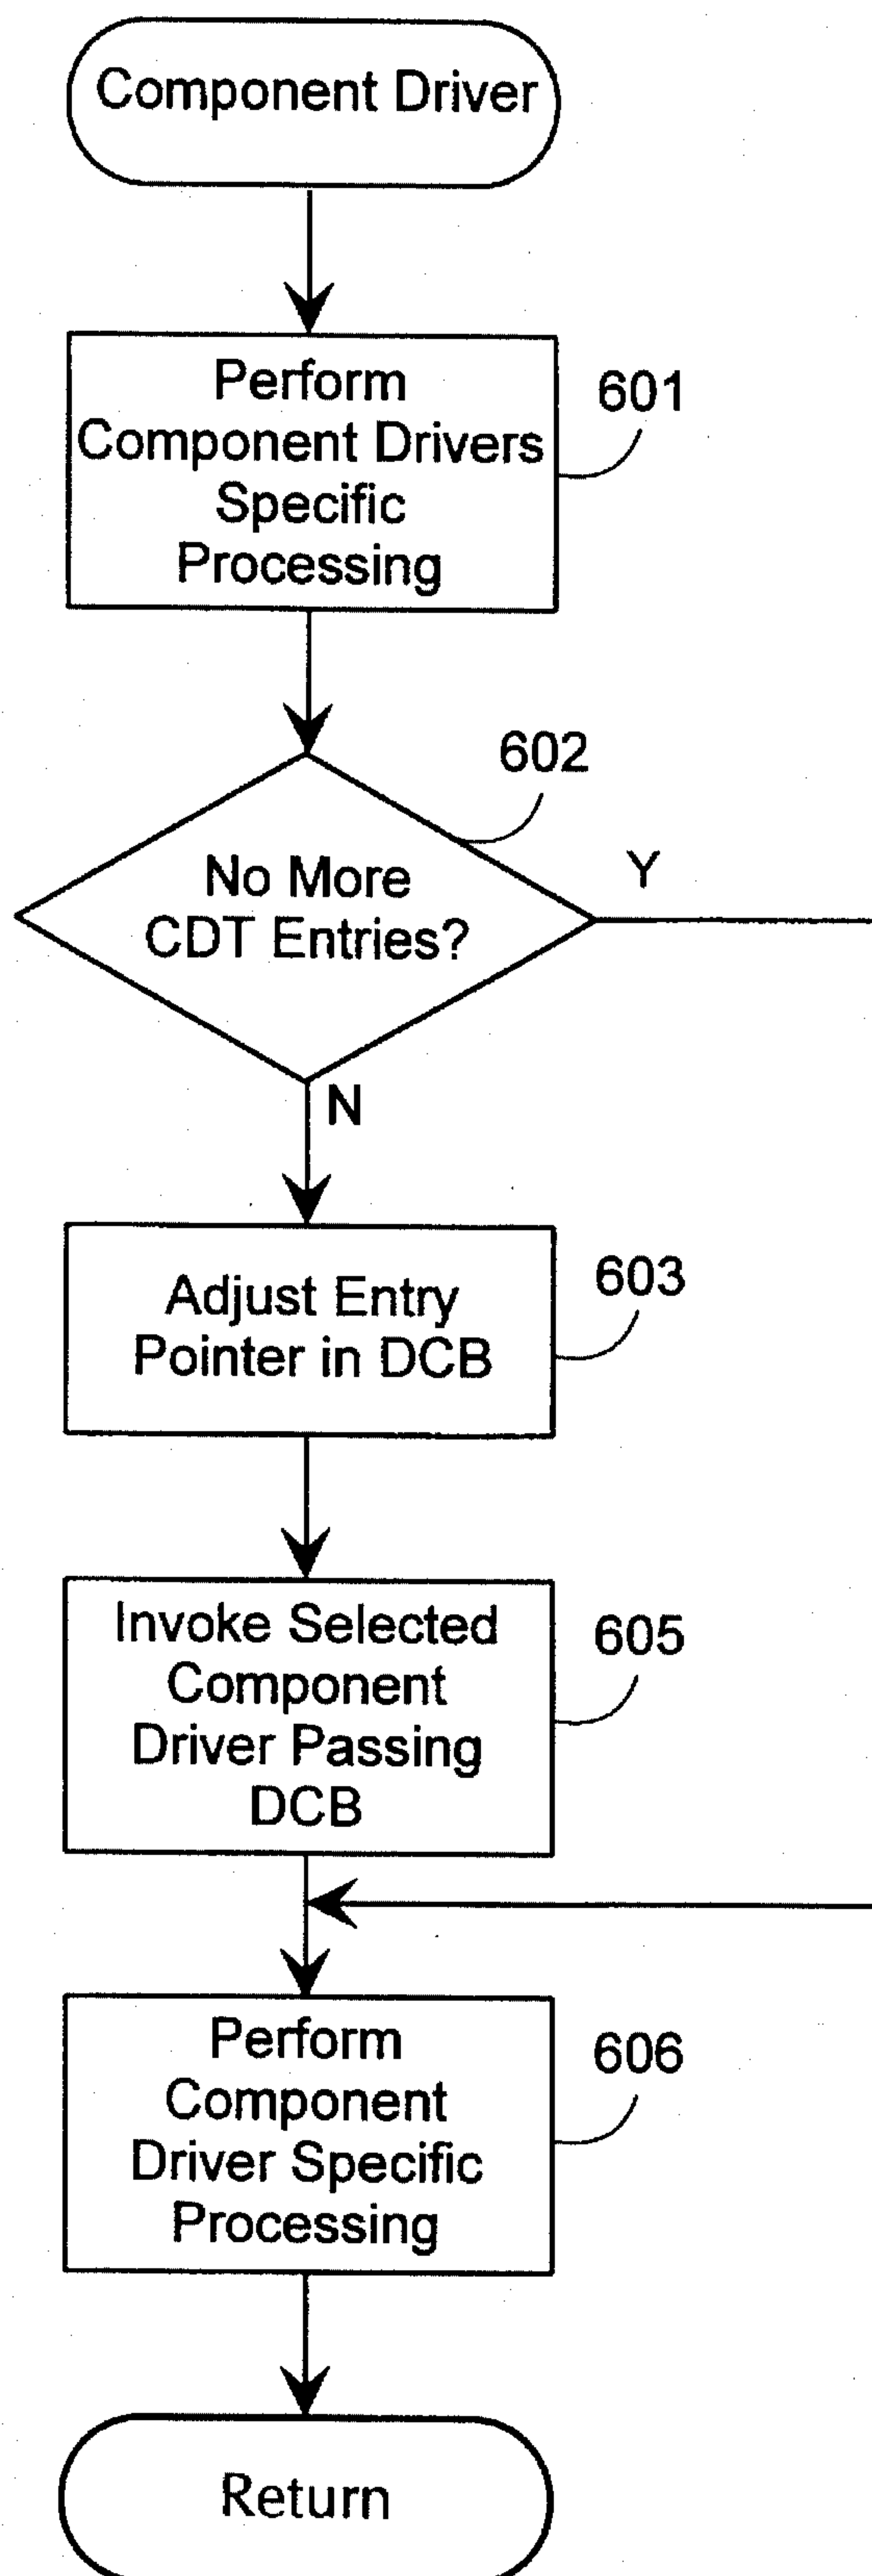 Component Driver
Perform
Component Drivers
Specific
Processing
601
602
No More
CDT Entries?
Y
N
Adjust Entry
Pointer in DCB
603
Invoke Selected
Component
Driver Passing
DCB
605
Perform
Component
Driver Specific
Processing
606
Return